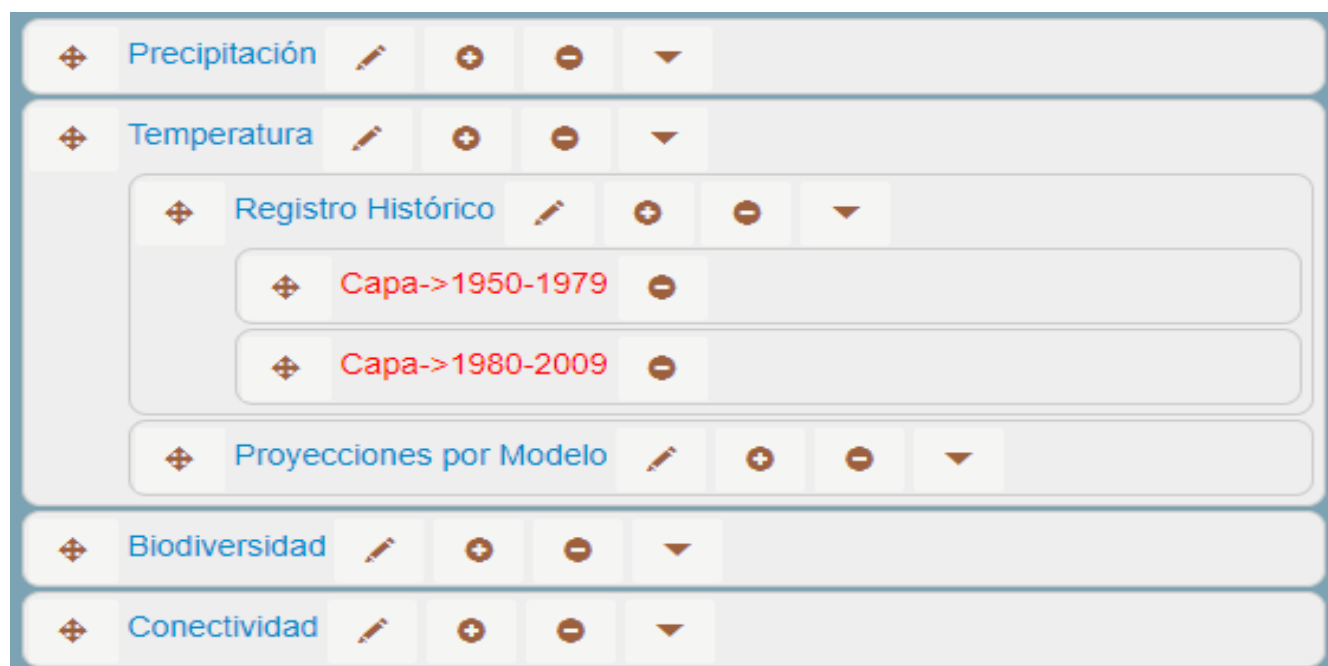 Precipitación
Temperatura
Registro Histórico
Capa->1950-1979
Capa->1980-2009
Proyecciones por Modelo
Biodiversidad
Conectividad